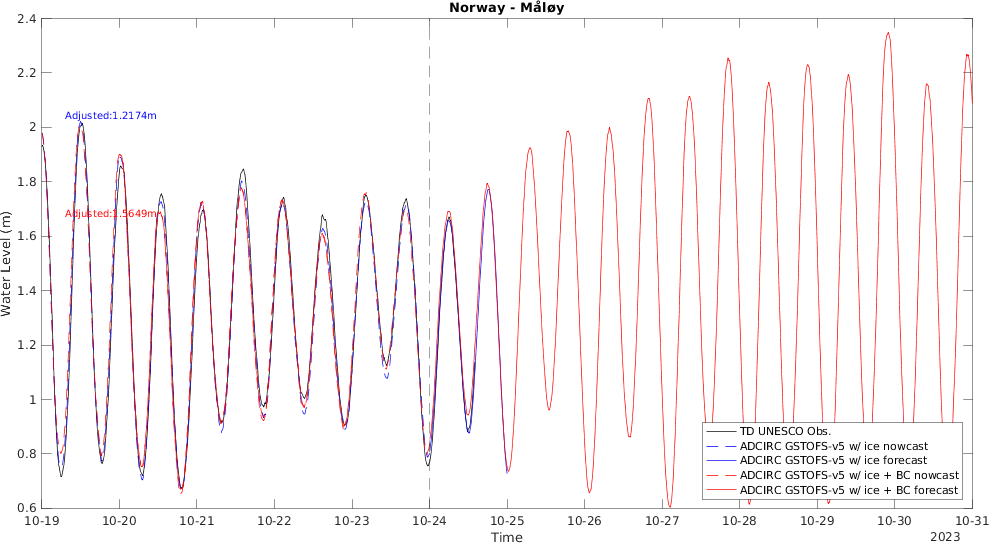 Norway - Måløy
Water Level (m)
2.4
2.2
2
1.8
1.6
1.4
1.2
1
0.8
0.6
Adjusted:1.2174m
Adjusted:1.5649m
TD UNESCO Obs.
ADCIRC GSTOFS-v5 w/ ice nowcast
ADCIRC GSTOFS-v5 w/ ice forecast
ADCIRC GSTOFS-v5 w/ ice + BC nowcast
ADCIRC GSTOFS-v5 w/ ice + BC forecast
10-19 10-20 10-21 10-22 10-23 10-24 10-25 10-26 10-27 10-28 10-29 10-30 10-31
Time
2023